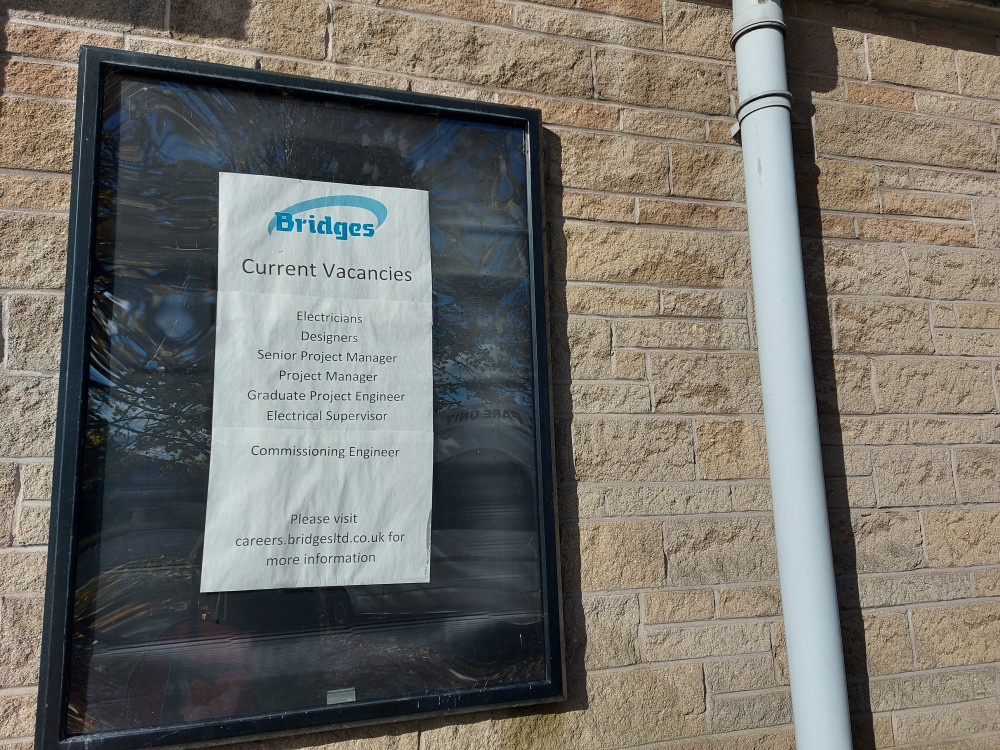 Bridges
Current Vacancies
Electricians
Designers
Senior Project Manager
Project Manager
Graduate Project Engineer
Electrical Supervisor
Commissioning Engineer
Please visit
careers.bridgesltd.co.uk for
more information